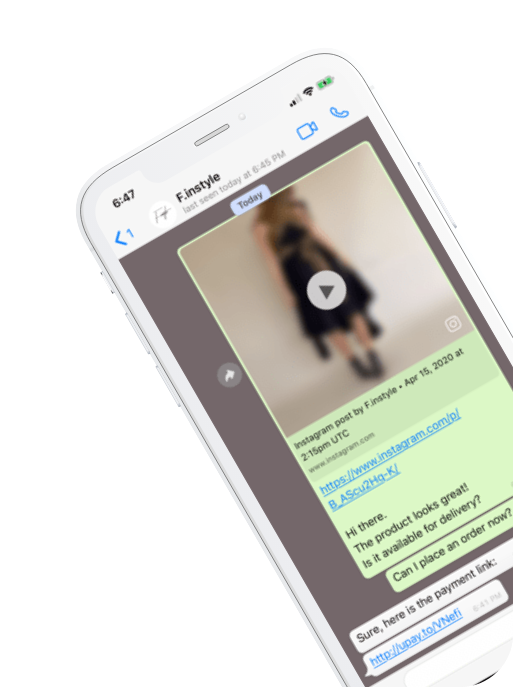 6:47
1
F.instyle
last seen today at 6:45 PM
Today
Instagram post by F.instyle • Apr 15, 2020 at
2:15pm UTC
www.instagram.com
https://www.instagram.com/p/
B_AScu2Hg-K/
Hi there.
The product looks great!
Is it available for delivery?
Can I place an order now?
Sure, here is the payment link:
http://upay.to/VNefi
6:41 PM